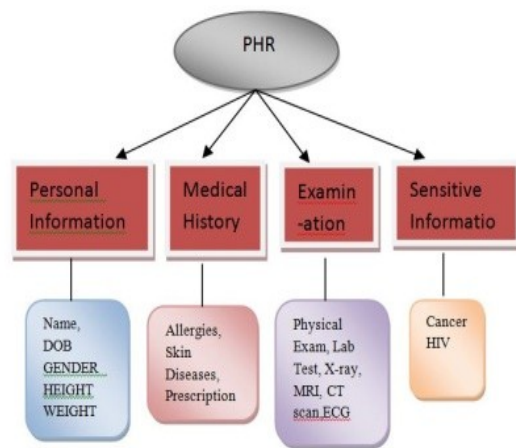 PHR
Personal
Information
Medical
History
Examin
-ation
Sensitive
Informatio
Name,
DOB
GENDER
HEIGHT
WEIGHT
Allergies,
Skin
Diseases,
Prescription
Physical
Exam, Lab
Test, X-ray,
MRI, CT
scan,ECG
Cancer
HIV